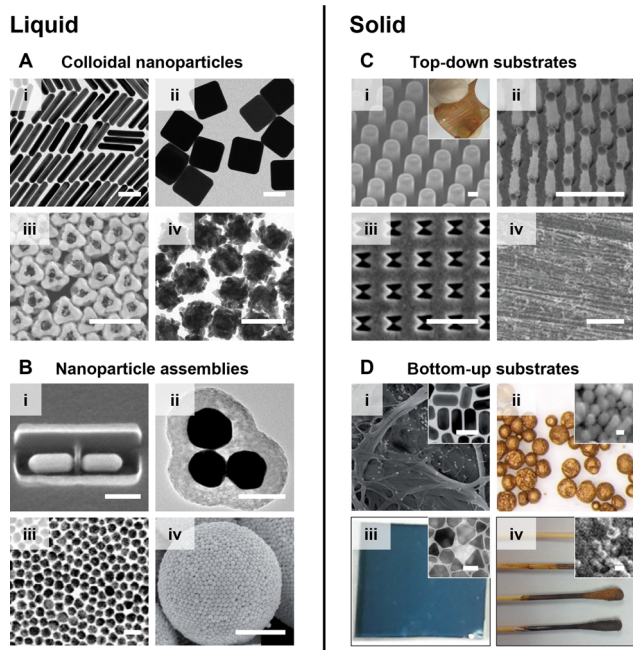 Liquid
Solid
A Colloidal nanoparticles
i
ii
iii
iv
B Nanoparticle assemblies
i
ii
iii
iv
C Top-down substrates
i
ii
iii
iv
D Bottom-up substrates
i
ii
iii
iv